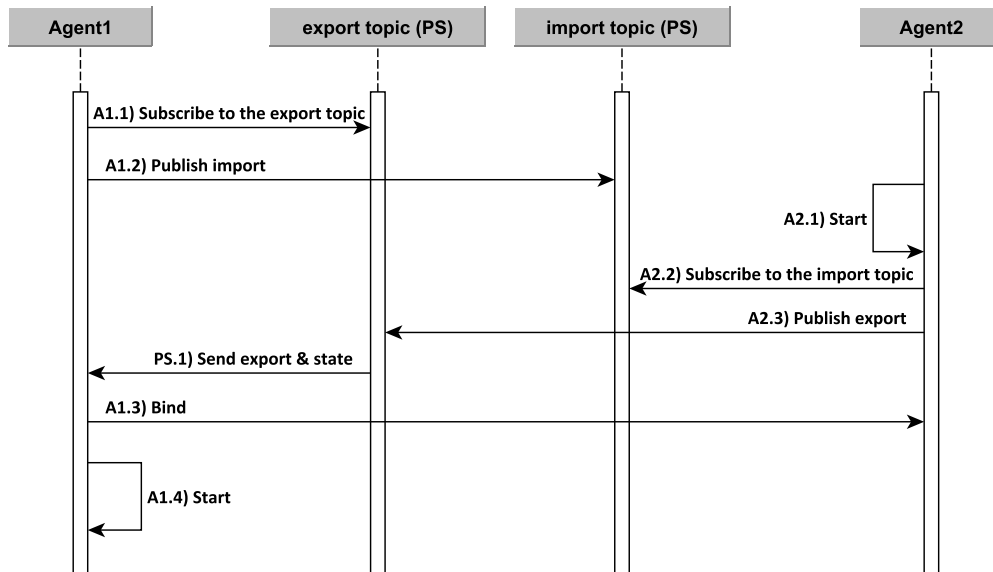 Agent1
export topic (PS)
import topic (PS)
Agent2
A1.1) Subscribe to the export topic
A1.2) Publish import
A2.1) Start
A2.2) Subscribe to the import topic
A2.3) Publish export
PS.1) Send export & state
A1.3) Bind
A1.4) Start